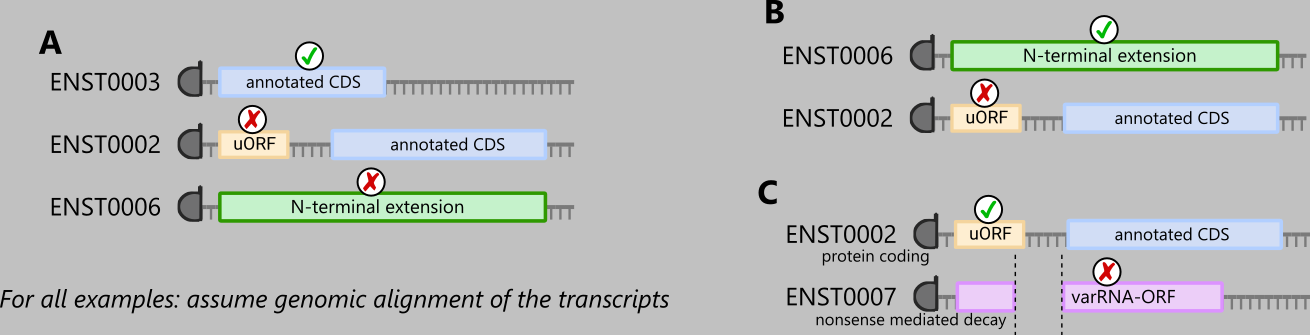 A
ENST0003
annotated CDS
ENST0002
uORF
annotated CDS
ENST0006
N-terminal extension
For all examples: assume genomic alignment of the transcripts
B
ENST0006
N-terminal extension
ENST0002
uORF
annotated CDS
C
ENST0002
protein coding
uORF
annotated CDS
ENST0007
nonsense mediated decay
varRNA-ORF